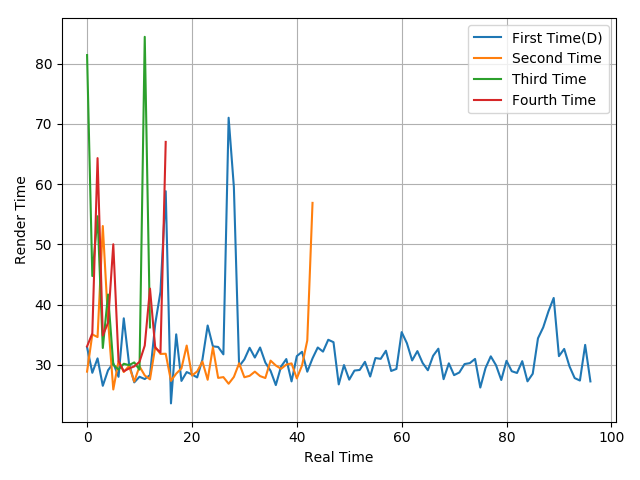 First Time(D)
Second Time
Third Time
Fourth Time
80
70
60
50
40
30
Render Time
0 20 40 60 80 100
Real Time